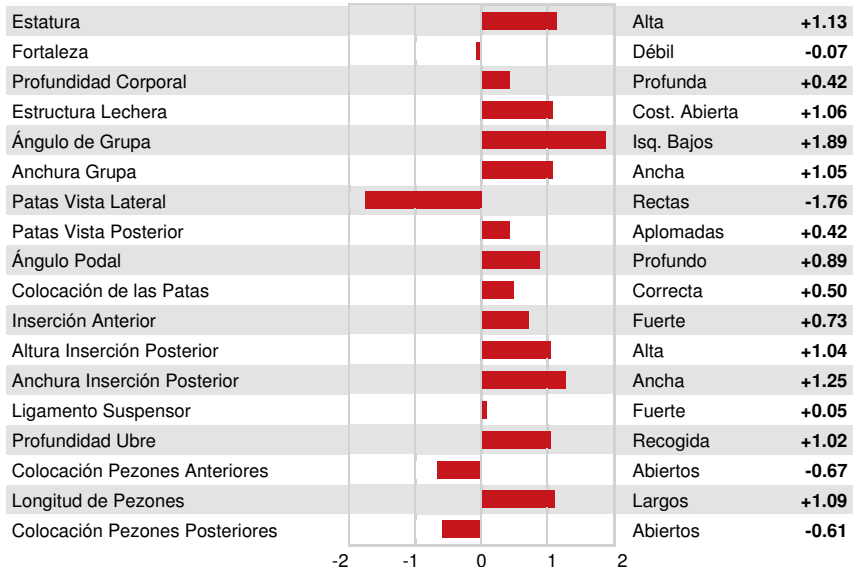 Estatura Alta +1.13
Fortaleza Débil -0.07
Profundidad Corporal Profunda +0.42
Estructura Lechera Cost. Abierta +1.06
Ángulo de Grupa Isq. Bajos +1.89
Anchura Grupa Ancha +1.05
Patas Vista Lateral Rectas -1.76
Patas Vista Posterior Aplomadas +0.42
Ángulo Podal Profundo +0.89
Colocación de las Patas Correcta +0.50
Inserción Anterior Fuerte +0.73
Altura Inserción Posterior Alta +1.04
Anchura Inserción Posterior Ancha +1.25
Ligamento Suspensor Fuerte +0.05
Profundidad Ubre Recogida +1.02
Colocación Pezones Anteriores Abiertos -0.67
Longitud de Pezones Largos +1.09
Colocación Pezones Posteriores Abiertos -0.61
-2 -1 0 1 2